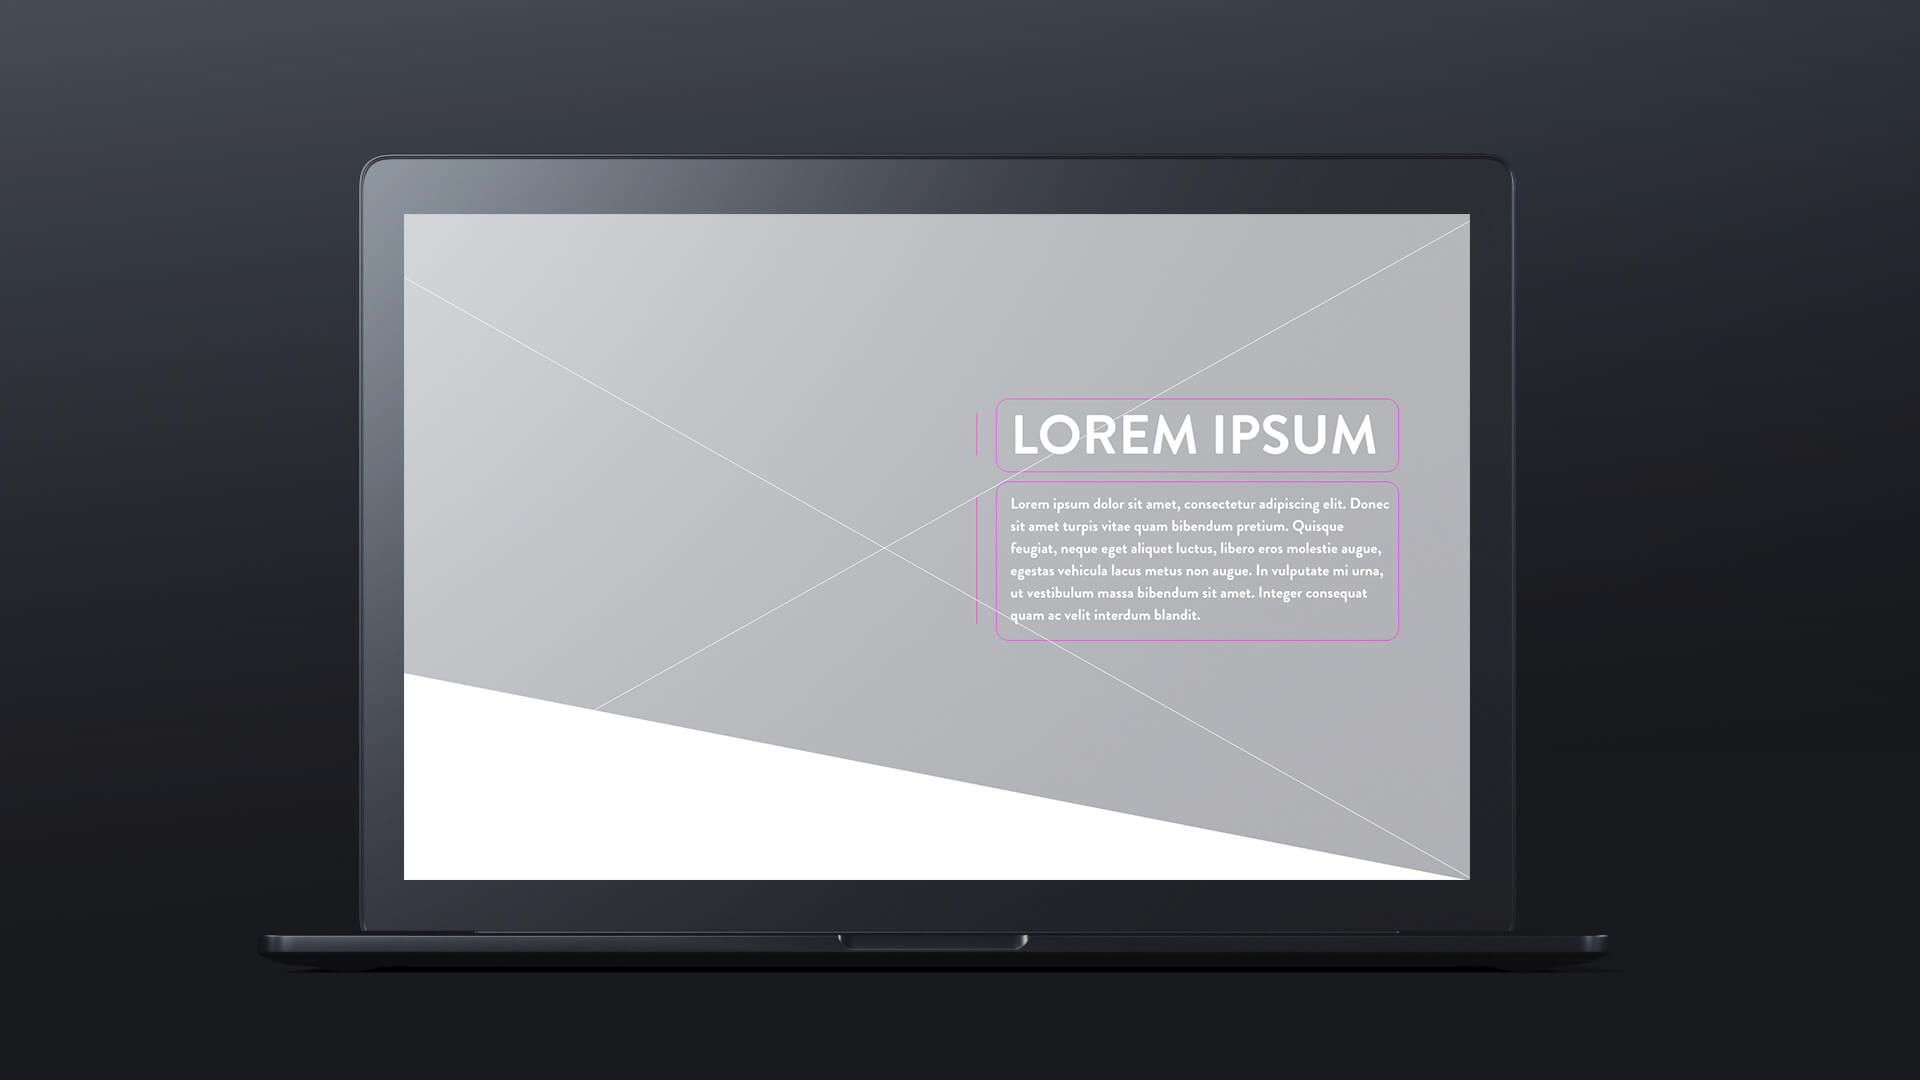 LOREM IPSUM
Lorem ipsum dolor sit amet, consectetur adipiscing elit. Donec
sit amet turpis vitae quam bibendum pretium. Quisque
feugiat, neque eget aliquet luctus, libero eros molestie augue,
egestas vehicula lacus metus non augue. In vulputate mi urna,
ut vestibulum massa bibendum sit amet. Integer consequat
quam ac velit interdum blandit.